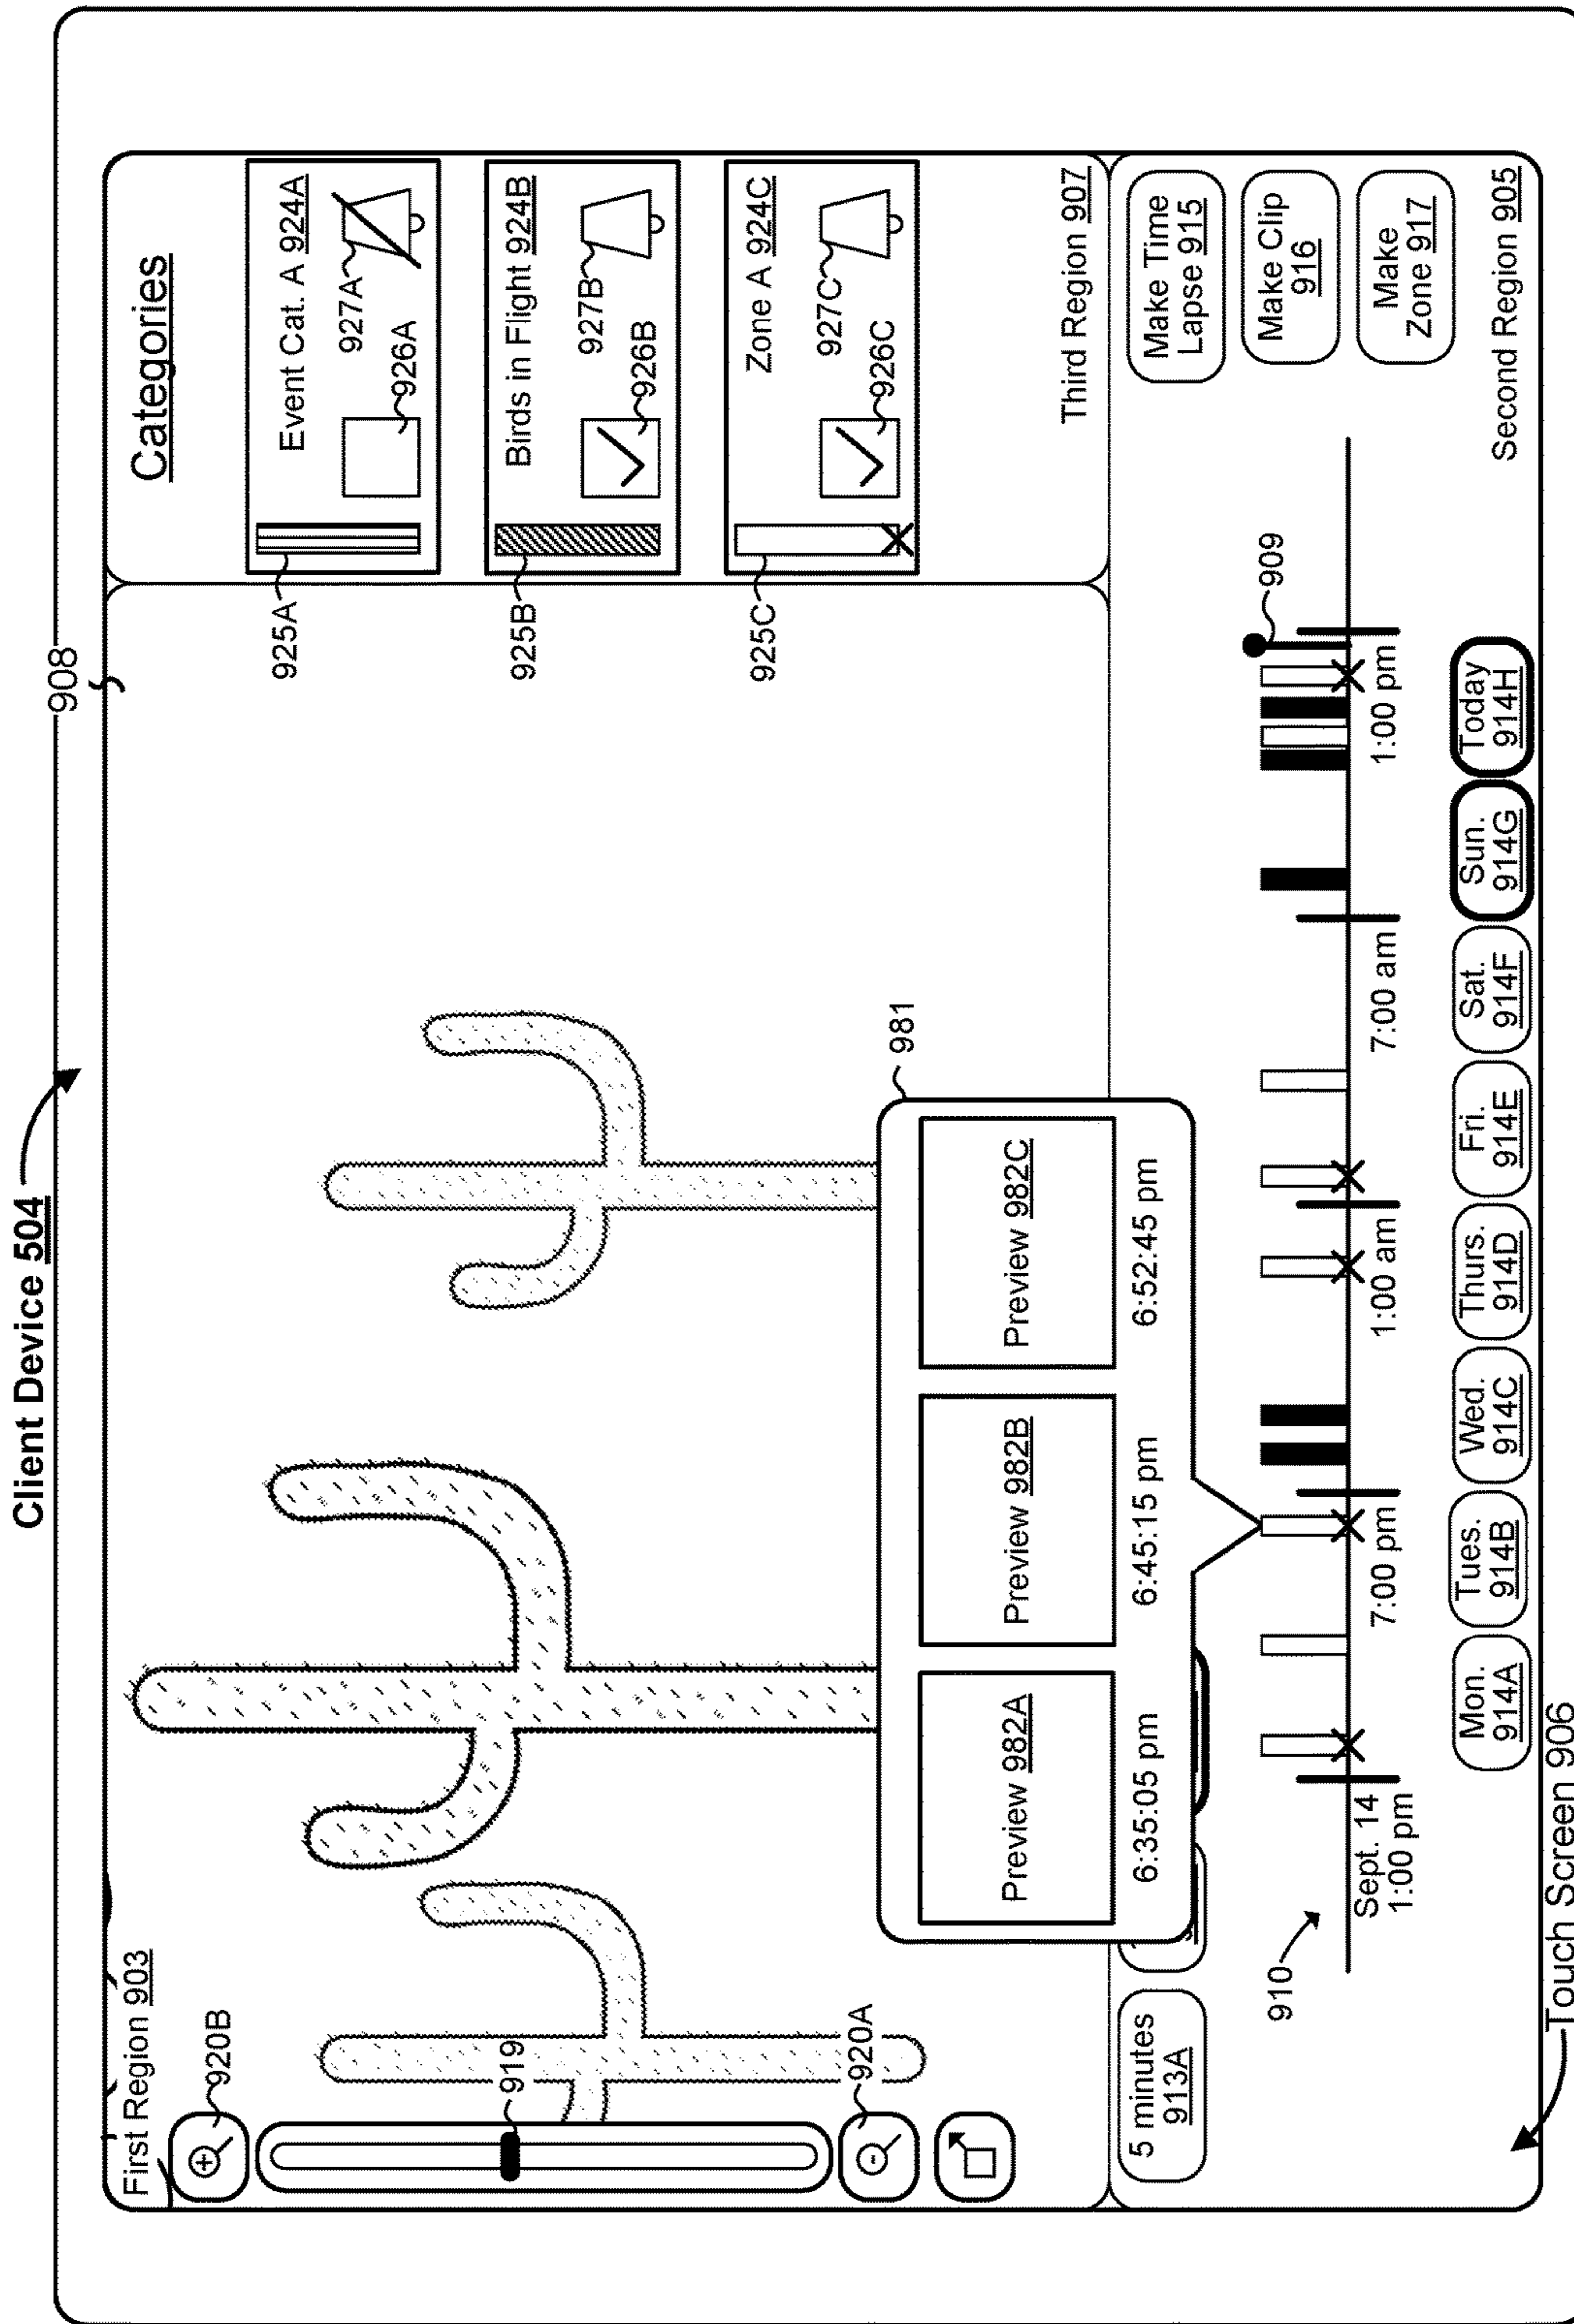 Client Device 504
908
First Region 903
920B
919
920A
Categories
Event Cat. A 924A
927A
926A
925A
Birds in Flight 924B
927B
926B
925B
Zone A 924C
927C
926C
925C
Third Region 907
981
Preview 982A
Preview 982B
Preview 982C
6:35:05 pm
6:45:15 pm
6:52:45 pm
5 minutes
913A
Make Time
Lapse 915
Make Clip
916
Make
Zone 917
909
910
Sept. 14
1:00 pm
7:00 pm
1:00 am
7:00 am
1:00 pm
Mon.
914A
Tues.
914B
Wed.
914C
Thurs.
914D
Fri.
914E
Sat.
914F
Sun.
914G
Today
914H
Second Region 905
Touch Screen 906